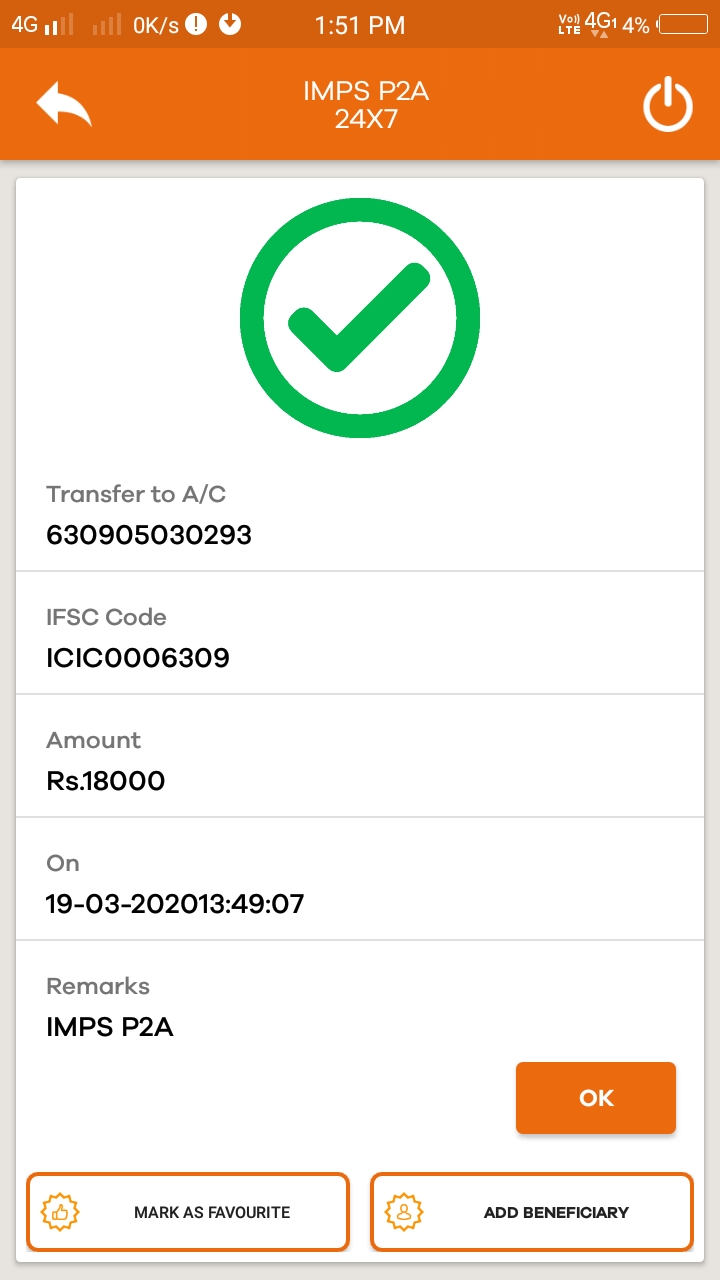 4G 0K/s 1:51 PM Vo)) LTE 4G1 4%
IMPS P2A
24X7
Transfer to A/C
630905030293
IFSC Code
ICIC0006309
Amount
Rs.18000
On
19-03-202013:49:07
Remarks
IMPS P2A
OK
MARK AS FAVOURITE ADD BENEFICIARY